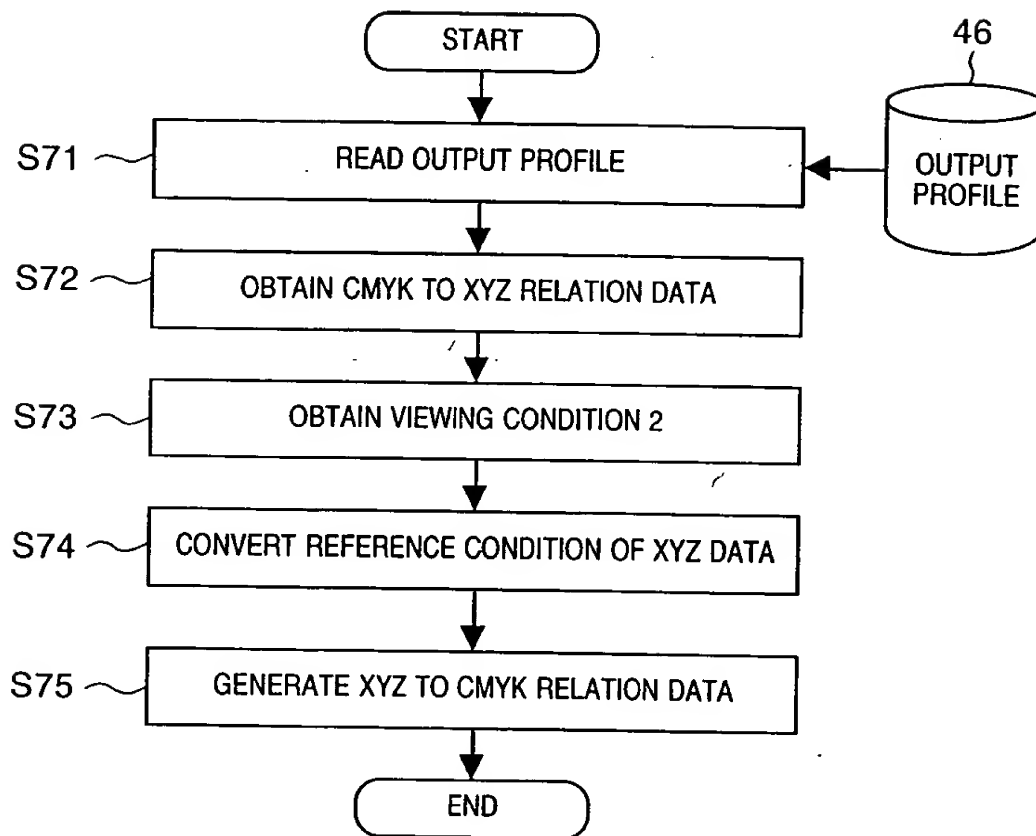 START
46
S71
READ OUTPUT PROFILE
OUTPUT
PROFILE
S72
OBTAIN CMYK TO XYZ RELATION DATA
S73
OBTAIN VIEWING CONDITION 2
S74
CONVERT REFERENCE CONDITION OF XYZ DATA
S75
GENERATE XYZ TO CMYK RELATION DATA
END